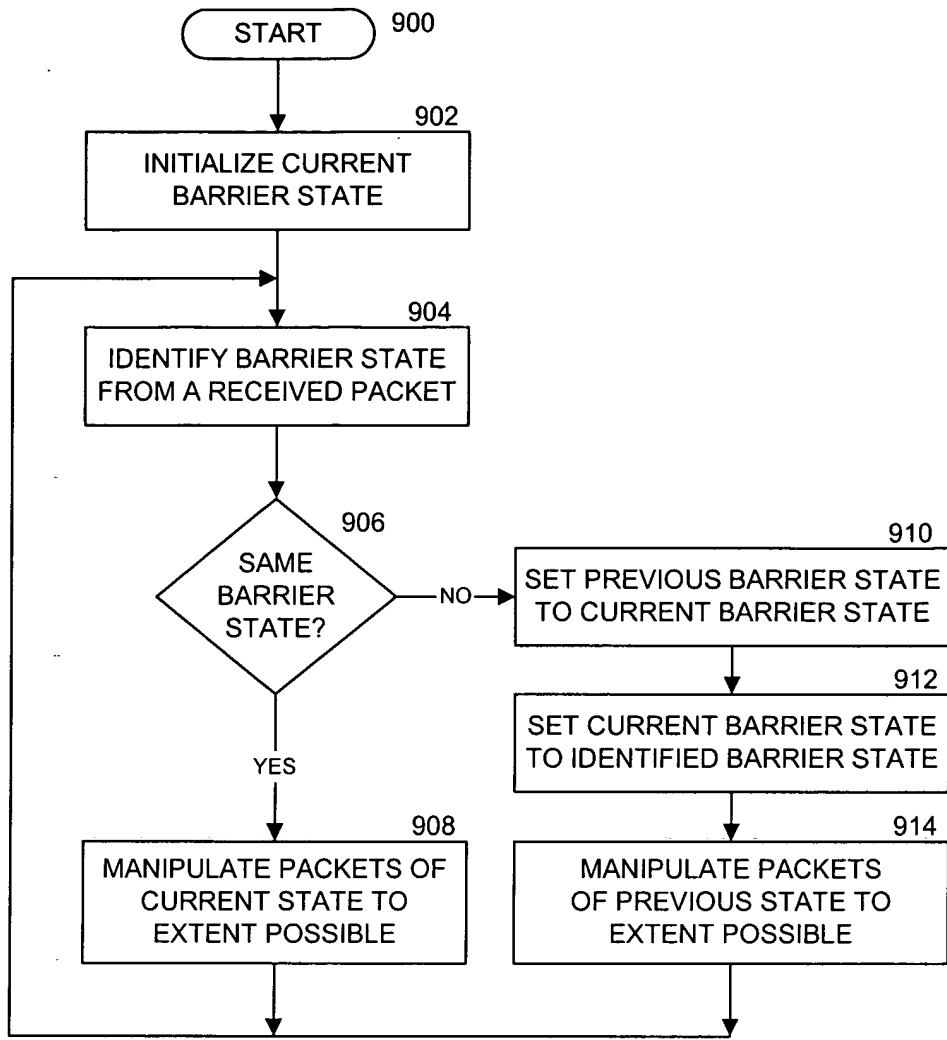 START
900
902
INITIALIZE CURRENT
BARRIER STATE
904
IDENTIFY BARRIER STATE
FROM A RECEIVED PACKET
906
SAME
BARRIER
STATE?
NO
910
SET PREVIOUS BARRIER STATE
TO CURRENT BARRIER STATE
912
SET CURRENT BARRIER STATE
TO IDENTIFIED BARRIER STATE
YES
908
MANIPULATE PACKETS OF
CURRENT STATE TO
EXTENT POSSIBLE
914
MANIPULATE PACKETS
OF PREVIOUS STATE TO
EXTENT POSSIBLE